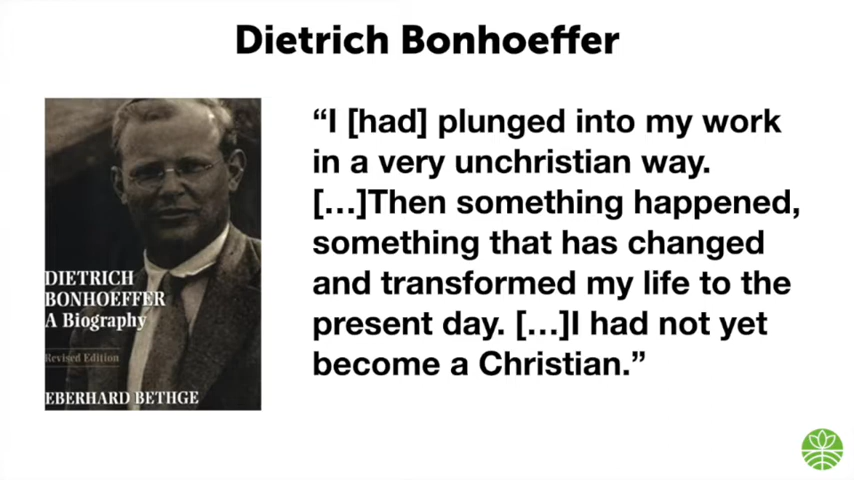 Dietrich Bonhoeffer
DIETRICH
BONHOEFFER
A Biography
Revised Edition
EBERHARD BETHGE
“I [had] plunged into my work
in a very unchristian way.
[…]Then something happened,
something that has changed
and transformed my life to the
present day. […]I had not yet
become a Christian.”